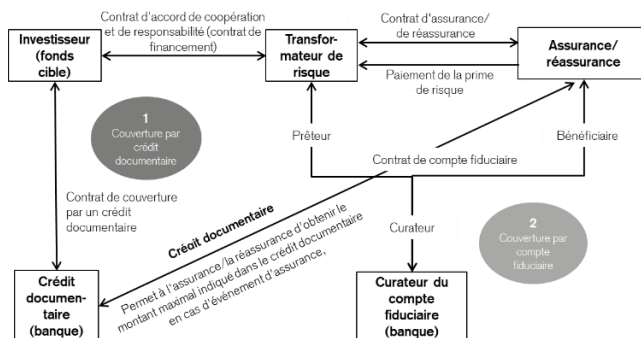 Contrat d'accord de coopération
et de responsabilité (contrat
de financement)
Contrat d'assurance/
de réassurance
Investisseur
(fonds
cible)
Transfor-
mateur de
risque
Assurance/
réassurance
Paiement de la prime
de risque
1
Couverture par
crédit
documentaire
Prêteur
Bénéficiaire
Contrat de compte fiduciaire
Contrat de couverture
par un crédit
documentaire
Crédit documentaire
Permet à l'assurance/la réassurance d'obtenir le
montant maximal indiqué dans le crédit documentaire
en cas d'événement d'assurance,
Curateur
2
Couverture par
compte
fiduciaire
Crédit
documen-
taire
(banque)
Curateur du
compte
fiduciaire
(banque)